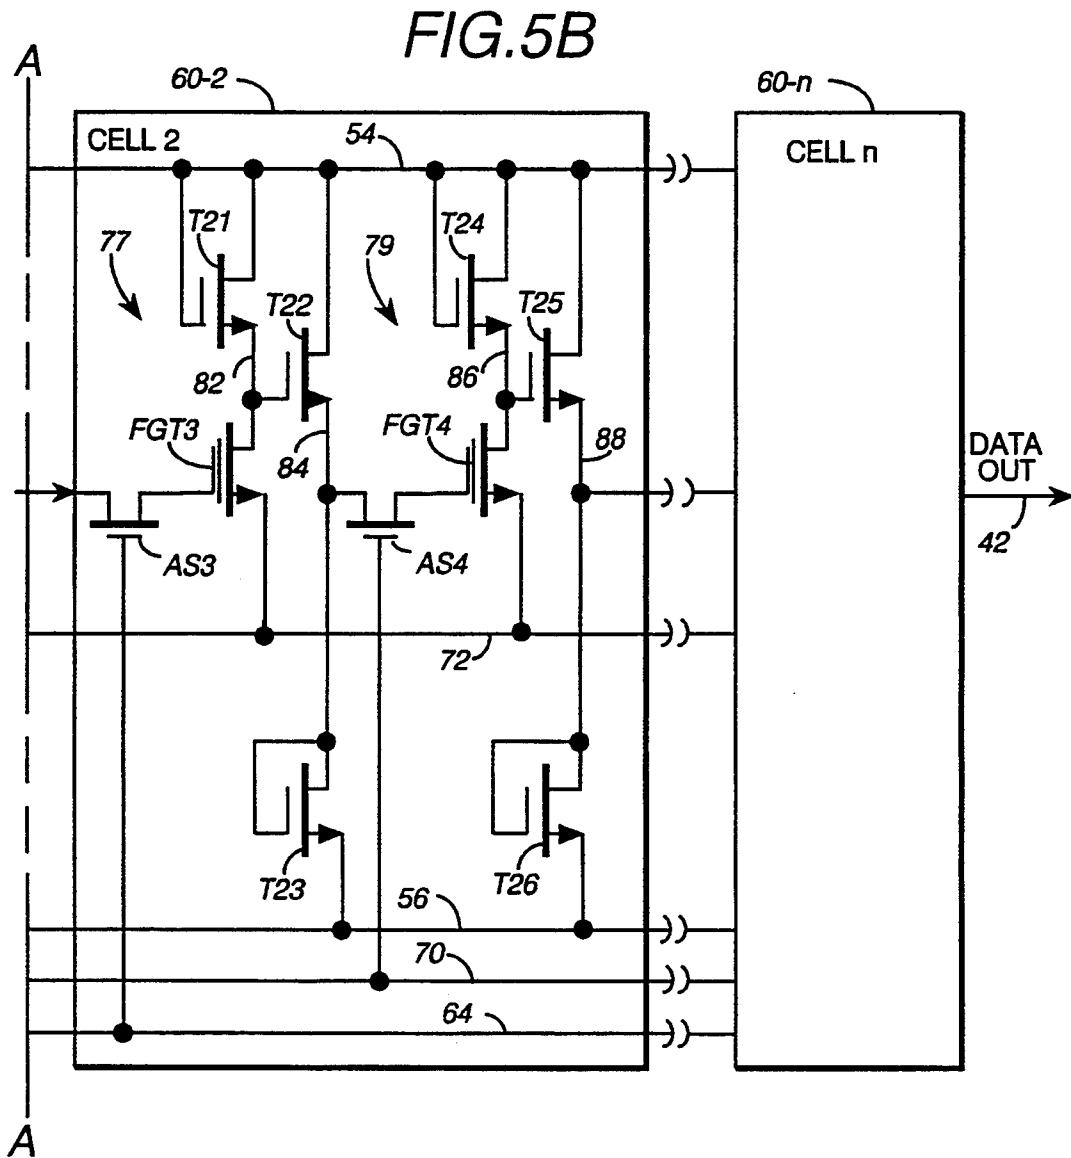 FIG.5B
A
60-2
60-n
CELL 2
54
CELL n
T21
T24
77
79
T22
T25
82
86
FGT3
FGT4
84
88
DATA
OUT
42
AS3
AS4
72
T23
T26
56
70
64
A